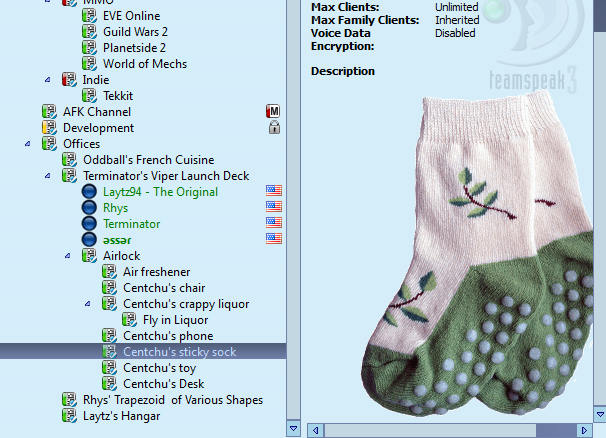 MMO
EVE Online
Guild Wars 2
Planetside 2
World of Mechs
Indie
Tekkit
AFK Channel
M
Development
Offices
Oddball's French Cuisine
Terminator's Viper Launch Deck
Laytz94 - The Original
Rhys
Terminator
əssər
Airlock
Air freshener
Centchu's chair
Centchu's crappy liquor
Fly in Liquor
Centchu's phone
Centchu's sticky sock
Centchu's toy
Centchu's Desk
Rhys' Trapezoid of Various Shapes
Laytz's Hangar
Max Clients: Unlimited
Max Family Clients: Inherited
Voice Data Disabled
Encryption:
Description
teamspeak 3